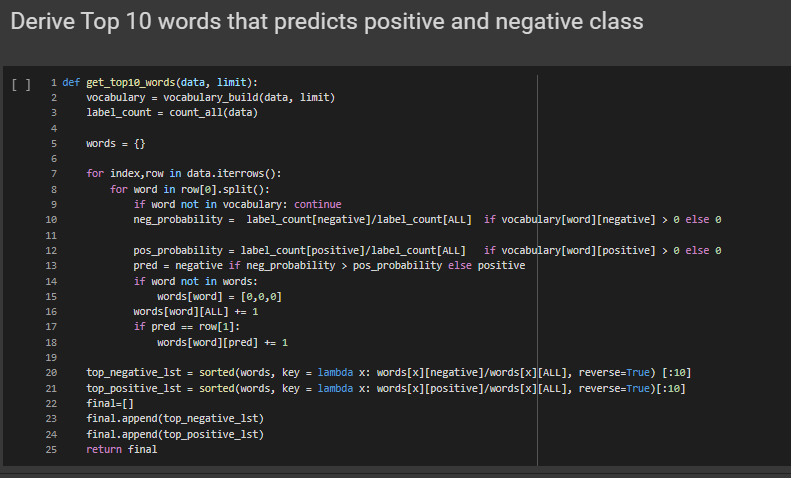 Derive Top 10 words that predicts positive and negative class
[ ] 1 def get_top10_words(data, limit):
2     vocabulary = vocabulary_build(data, limit)
3     label_count = count_all(data)
4
5     words = {}
6
7     for index,row in data.iterrows():
8         for word in row[0].split():
9             if word not in vocabulary: continue
10             neg_probability =  label_count[negative]/label_count[ALL]  if vocabulary[word][negative] > 0 else 0
11
12             pos_probability = label_count[positive]/label_count[ALL]   if vocabulary[word][positive] > 0 else 0
13             pred = negative if neg_probability > pos_probability else positive
14             if word not in words:
15                 words[word] = [0,0,0]
16             words[word][ALL] += 1
17             if pred == row[1]:
18                 words[word][pred] += 1
19
20     top_negative_lst = sorted(words, key = lambda x: words[x][negative]/words[x][ALL], reverse=True) [:10]
21     top_positive_lst = sorted(words, key = lambda x: words[x][positive]/words[x][ALL], reverse=True)[:10]
22     final=[]
23     final.append(top_negative_lst)
24     final.append(top_positive_lst)
25     return final